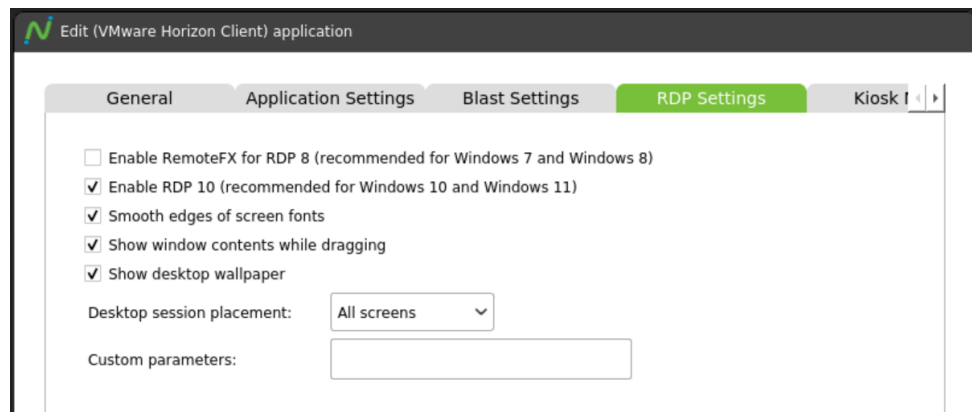 Edit (VMware Horizon Client) application
General Application Settings Blast Settings RDP Settings Kiosk
Enable RemoteFX for RDP 8 (recommended for Windows 7 and Windows 8)
Enable RDP 10 (recommended for Windows 10 and Windows 11)
Smooth edges of screen fonts
Show window contents while dragging
Show desktop wallpaper
Desktop session placement: All screens
Custom parameters: